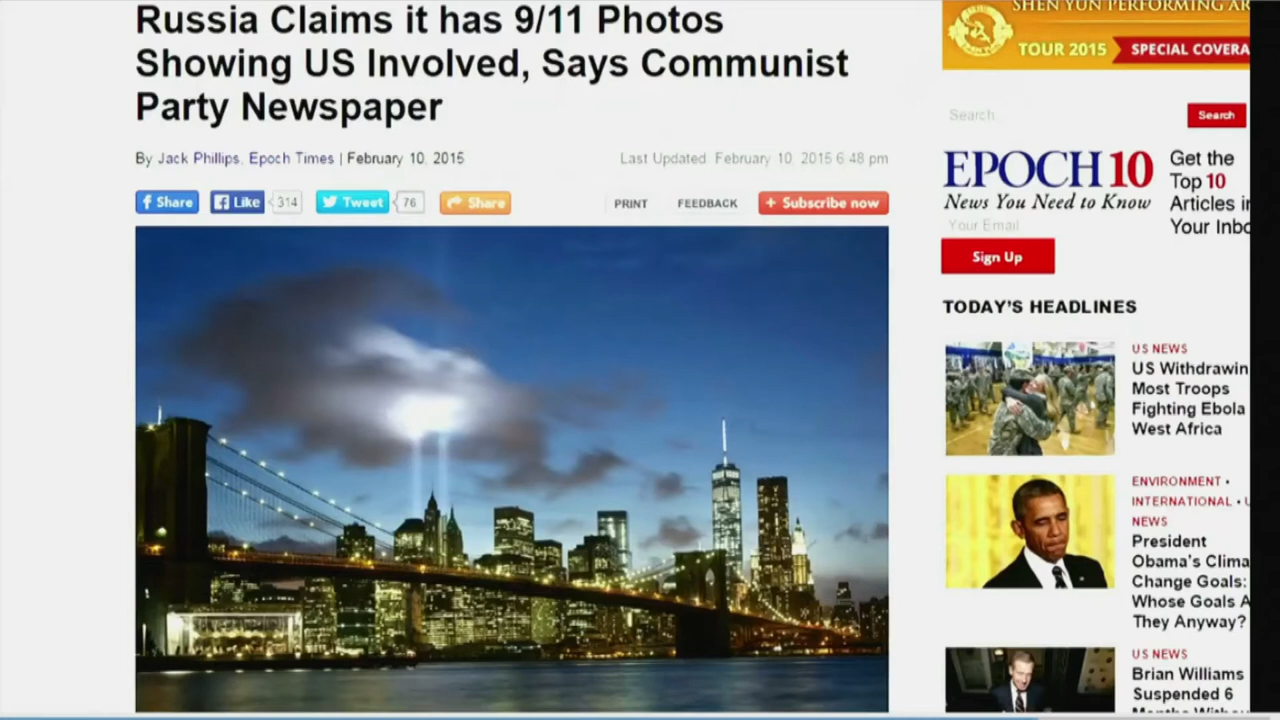 Russia Claims it has 9/11 Photos
Showing US Involved, Says Communist
Party Newspaper
By Jack Phillips, Epoch Times | February 10, 2015
Last Updated: February 10, 2015 6:48 pm
Share
Like 314
Tweet 76
Share
PRINT
FEEDBACK
+ Subscribe now
SHEN YUN PERFORMING AR
TOUR 2015
SPECIAL COVERA
Search
Search
EPOCH 10
News You Need to Know
Get the
Top 10
Articles in
Your Inbo
Your Email
Sign Up
TODAY'S HEADLINES
US NEWS
US Withdrawin
Most Troops
Fighting Ebola
West Africa
ENVIRONMENT •
INTERNATIONAL • U
NEWS
President
Obama's Clima
Change Goals:
Whose Goals A
They Anyway?
US NEWS
Brian Williams
Suspended 6